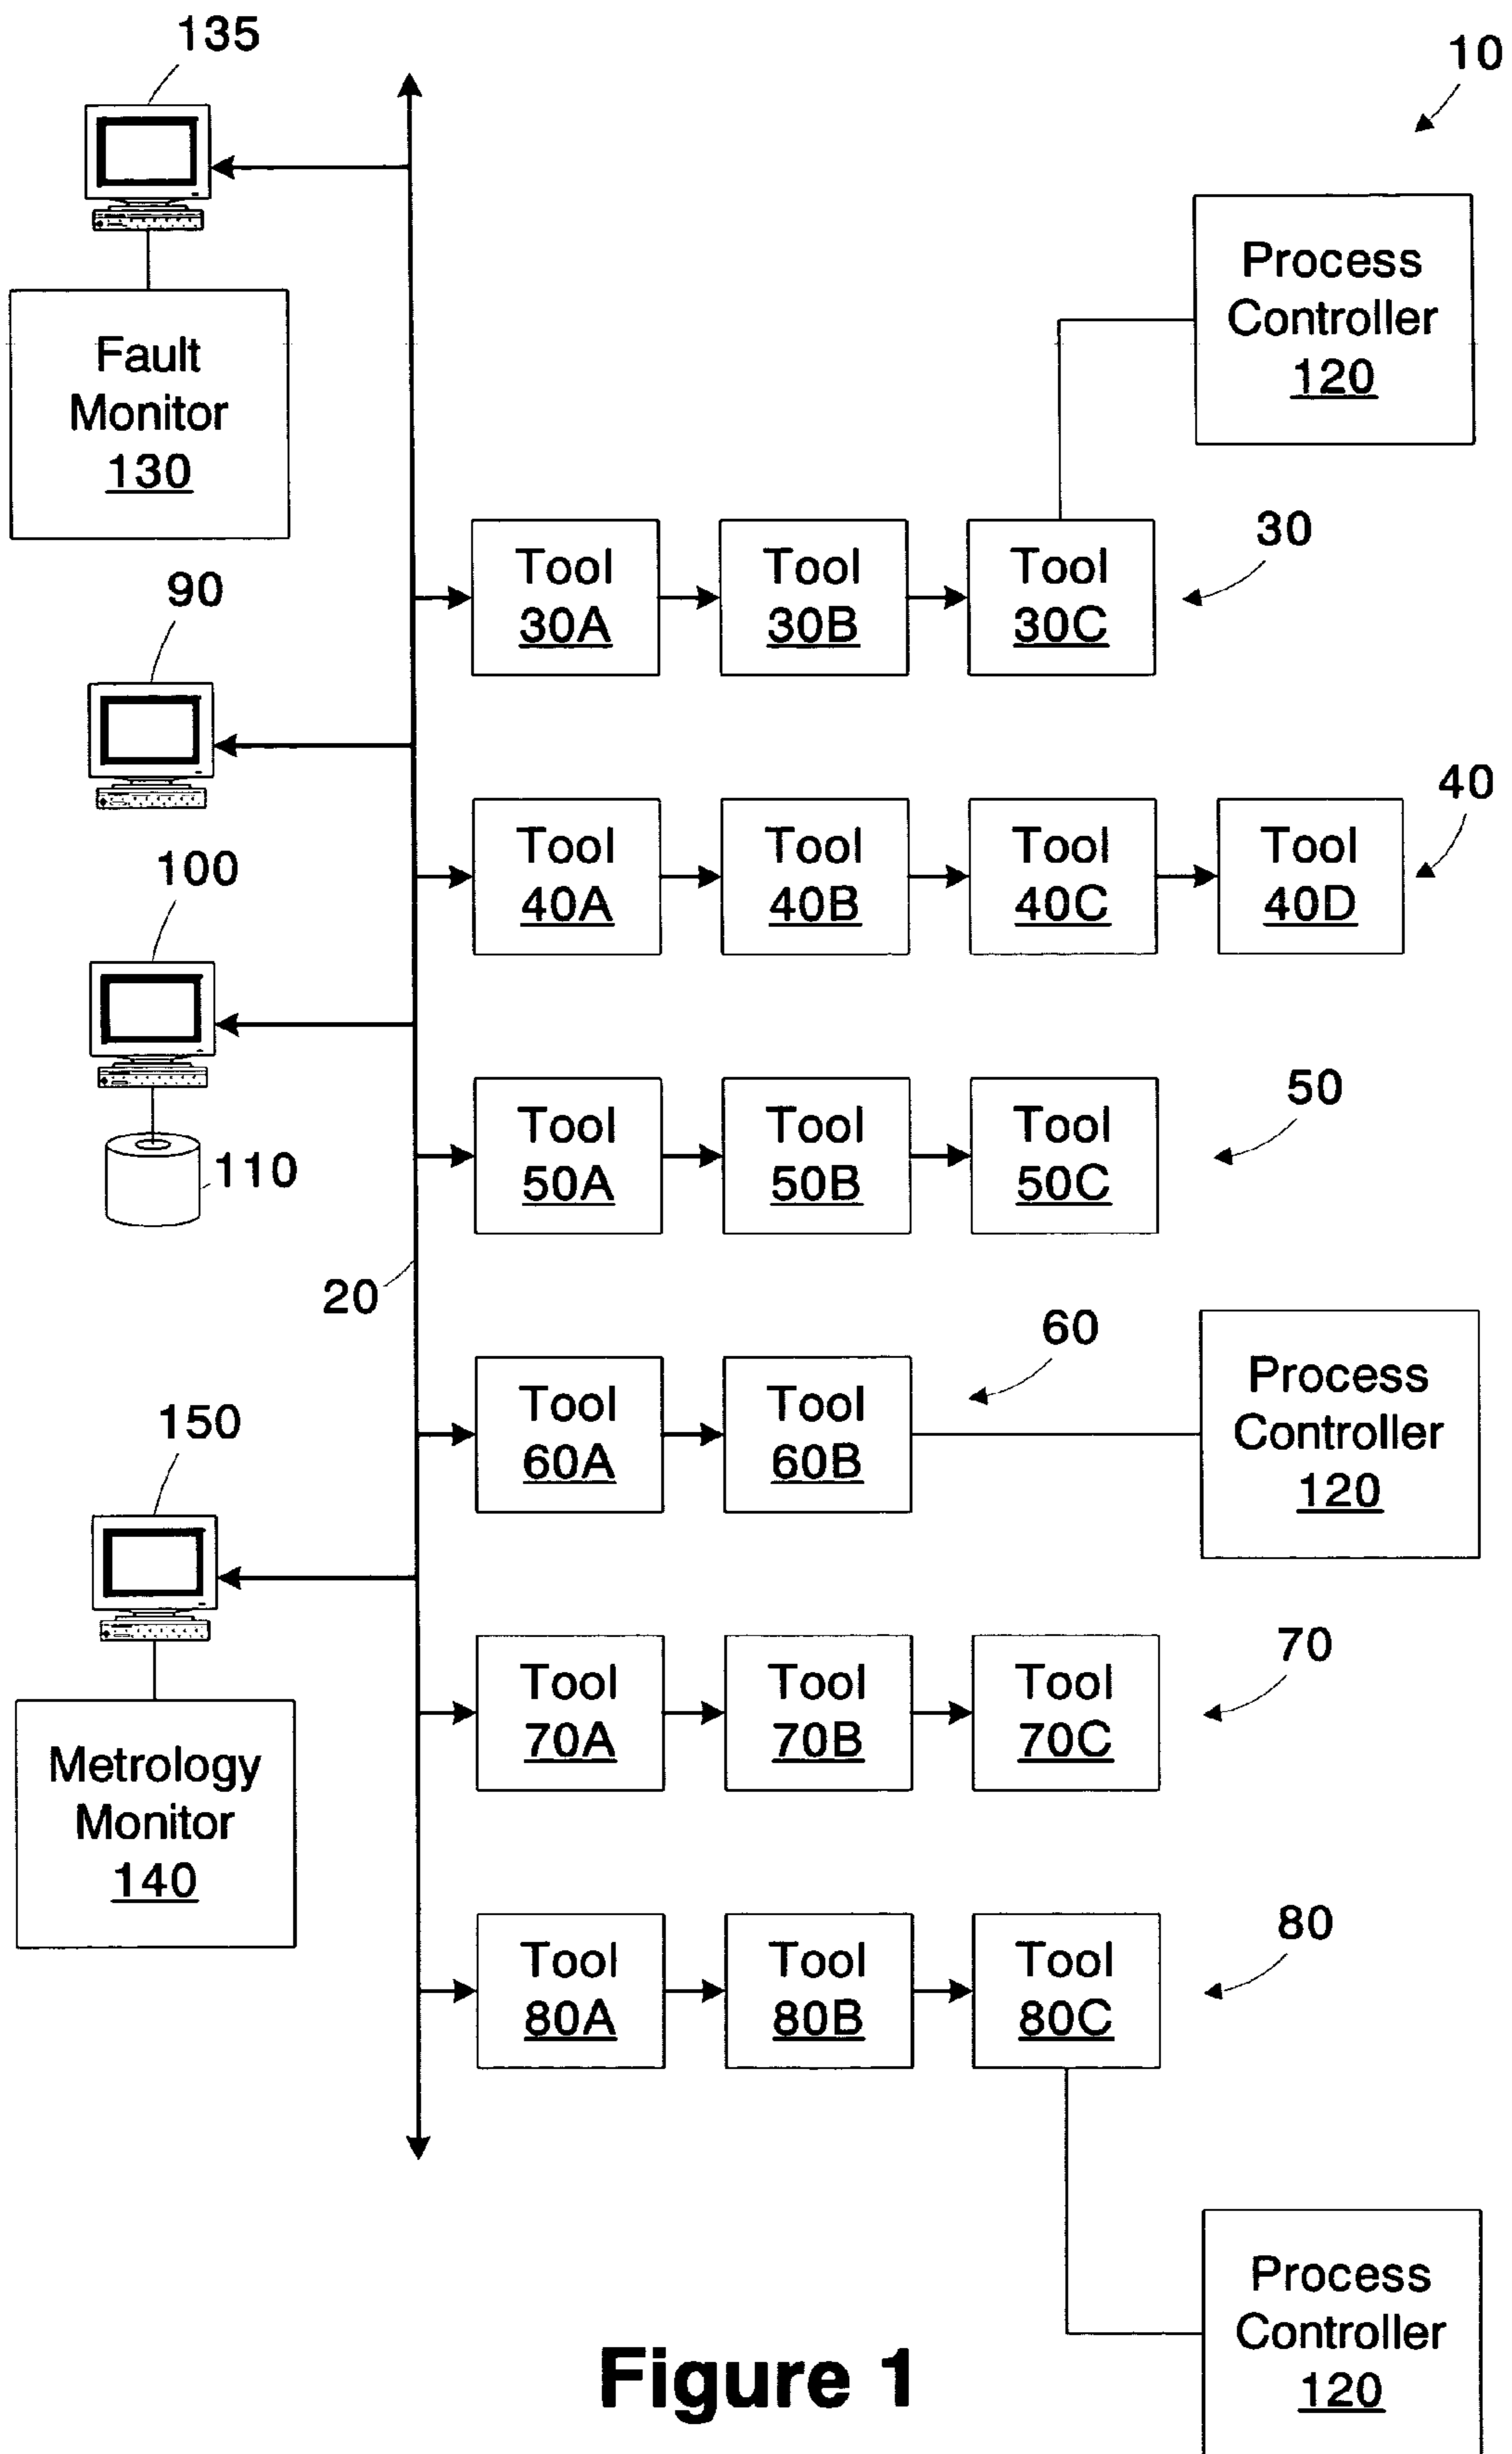 135
10
Process
Controller
120
Fault
Monitor
130
30
Tool
30A
Tool
30B
Tool
30C
90
40
Tool
40A
Tool
40B
Tool
40C
Tool
40D
100
50
Tool
50A
Tool
50B
Tool
50C
110
20
60
Tool
60A
Tool
60B
Process
Controller
120
150
70
Tool
70A
Tool
70B
Tool
70C
Metrology
Monitor
140
80
Tool
80A
Tool
80B
Tool
80C
Process
Controller
120
Figure 1